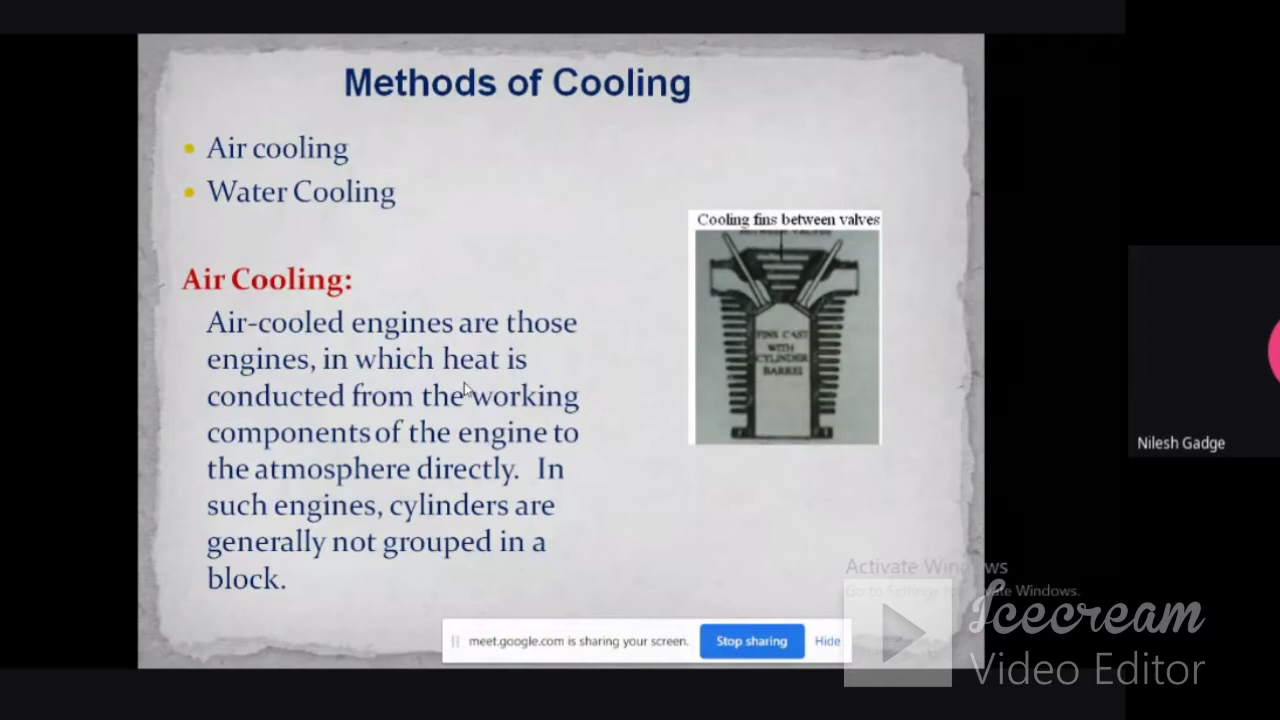 Methods of Cooling
Air cooling
Water Cooling
Cooling fins between valves
FINS CAST
WITH
CYLINDER
BARREL
Air Cooling:
Air-cooled engines are those
engines, in which heat is
conducted from the working
components of the engine to
the atmosphere directly. In
such engines, cylinders are
generally not grouped in a
block.
Nilesh Gadge
Activate Windows
meet.google.com is sharing your screen.
Stop sharing
Hide
Icecream
Video Editor